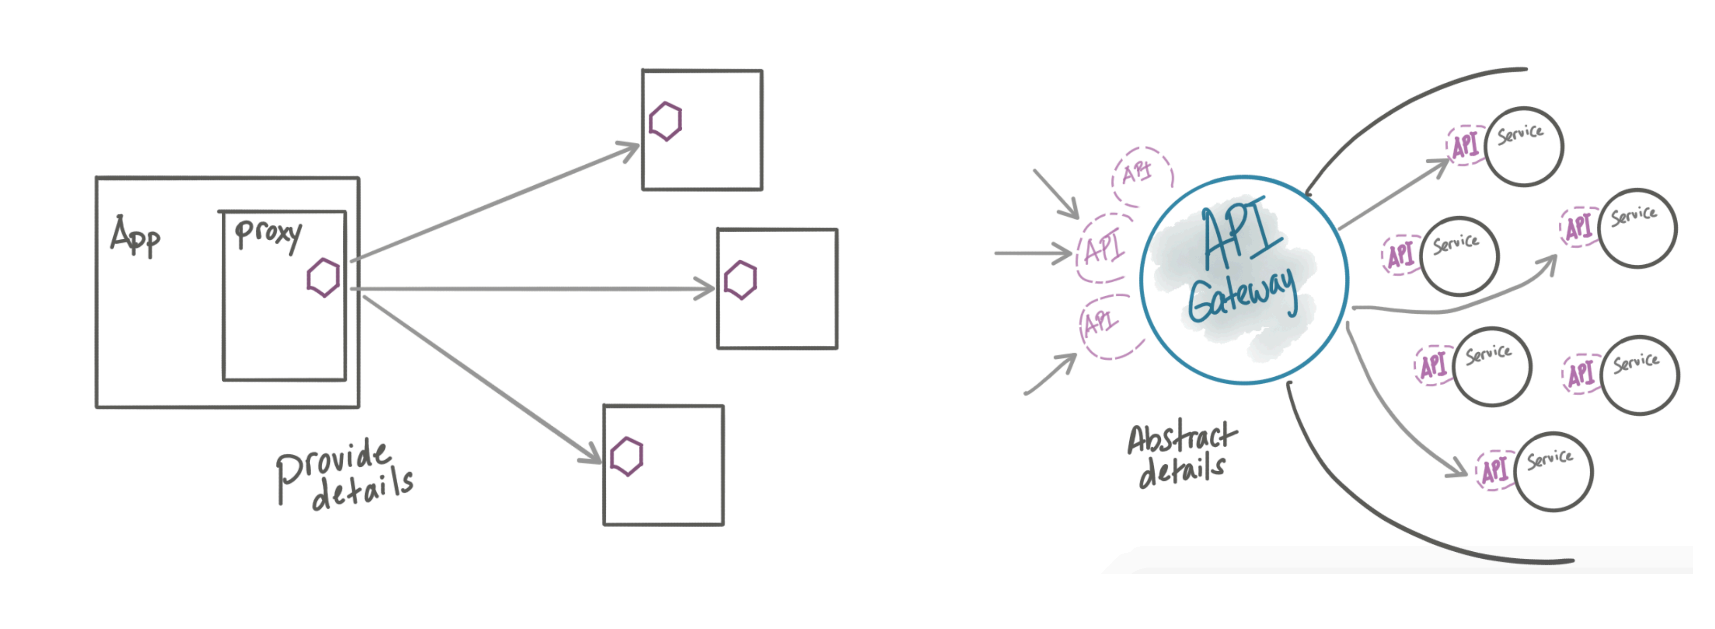 App
proxy
provide
details
API
API
API
API
Gateway
Abstract
details
API
Service
API
Service
API
Service
API
Service
API
Service
API
Service